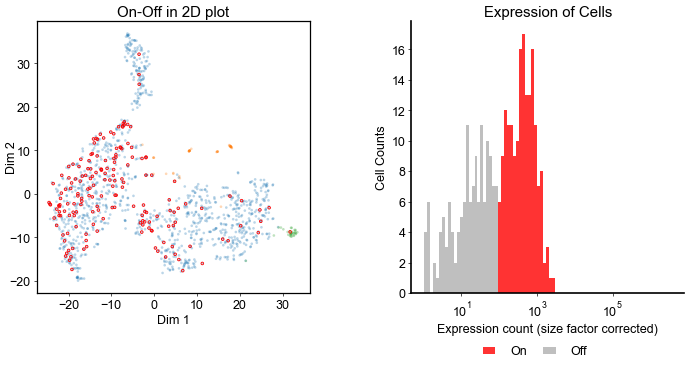 On-Off in 2D plot
Dim 2
30
20
10
0
−10
−20
−20 −10 0 10 20 30
Dim 1
Expression of Cells
Cell Counts
16
14
12
10
8
6
4
2
0
10^1 10^3 10^5
Expression count (size factor corrected)
On Off